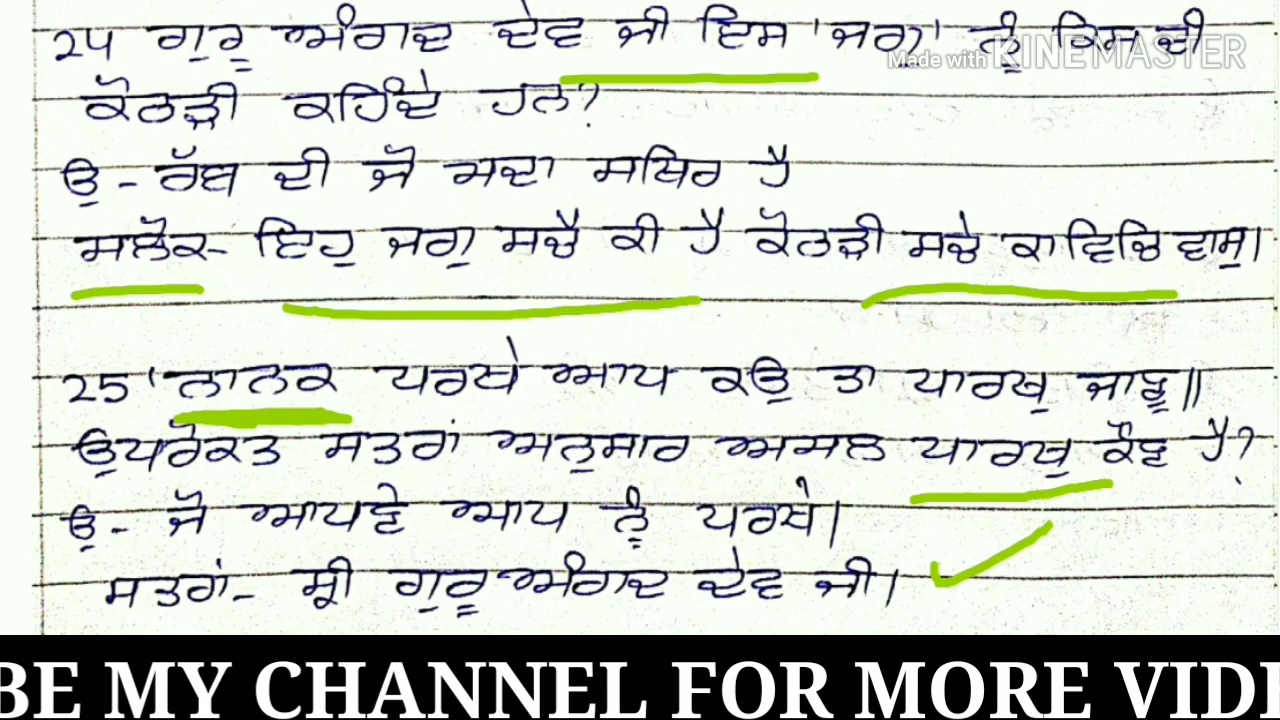 24 ਗੁਰੂ ਅੰਗਦ ਦੇਵ ਜੀ ਇਸ 'ਜਗੁ' ਨੂੰ ਕਿਸ ਦੀ
Made with KINEMASTER
ਕੋਠੜੀ ਕਹਿੰਦੇ ਹਨ?
ਉ - ਰੱਬ ਦੀ ਜੋ ਸਦਾ ਸਥਿਰ ਹੈ
ਸਲੋਕ- ਇਹੁ ਜਗੁ ਸਚੈ ਕੀ ਹੈ ਕੋਠੜੀ ਸਚੇ ਕਾ ਵਿਚਿ ਵਾਸੁ।
25 'ਨਾਨਕ ਪਰਖੇ ਆਪ ਕਉ ਤਾ ਪਾਰਖੁ ਜਾਣੂ॥
ਉਪਰੋਕਤ ਸਤਰਾਂ ਅਨੁਸਾਰ ਅਸਲ ਪਾਰਖੁ ਕੌਣ ਹੈ?
ਉ - ਜੋ ਆਪਣੇ ਆਪ ਨੂੰ ਪਰਖੇ।
ਸਤਰਾਂ- ਸ੍ਰੀ ਗੁਰੂ ਅੰਗਦ ਦੇਵ ਜੀ।
BE MY CHANNEL FOR MORE VIDE